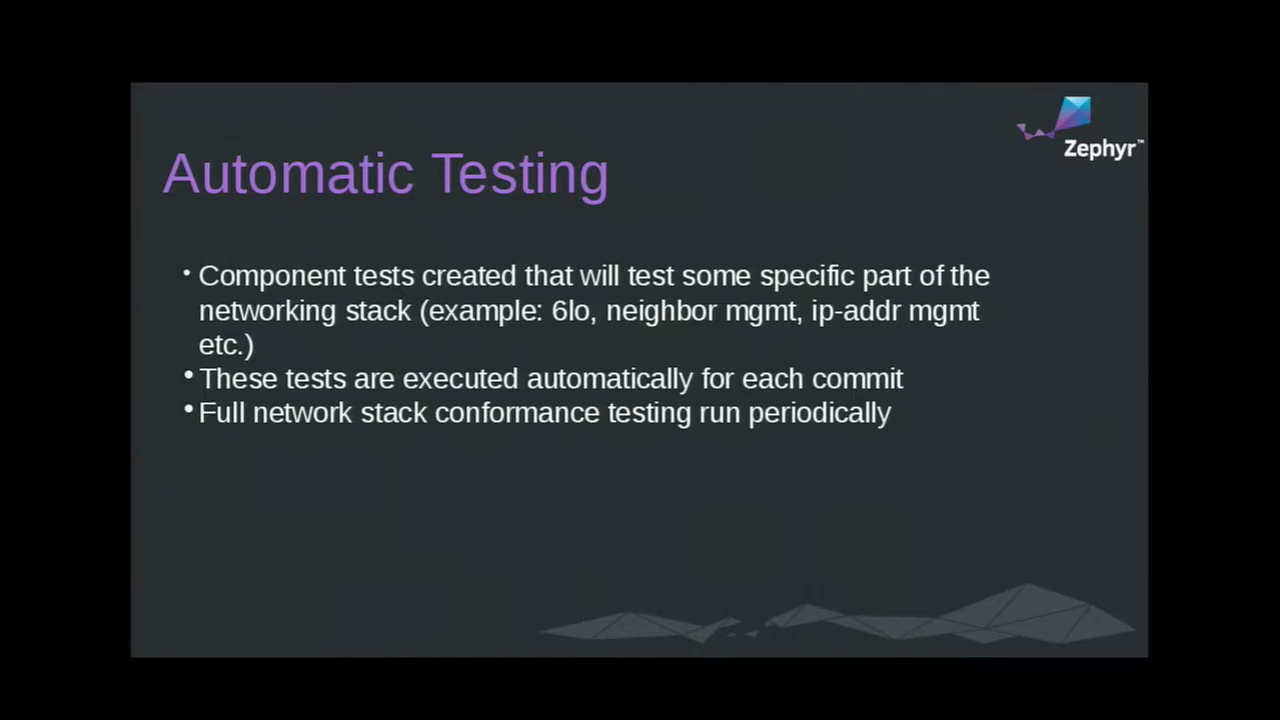 Zephyr™
Automatic Testing
• Component tests created that will test some specific part of the
networking stack (example: 6lo, neighbor mgmt, ip-addr mgmt
etc.)
• These tests are executed automatically for each commit
• Full network stack conformance testing run periodically